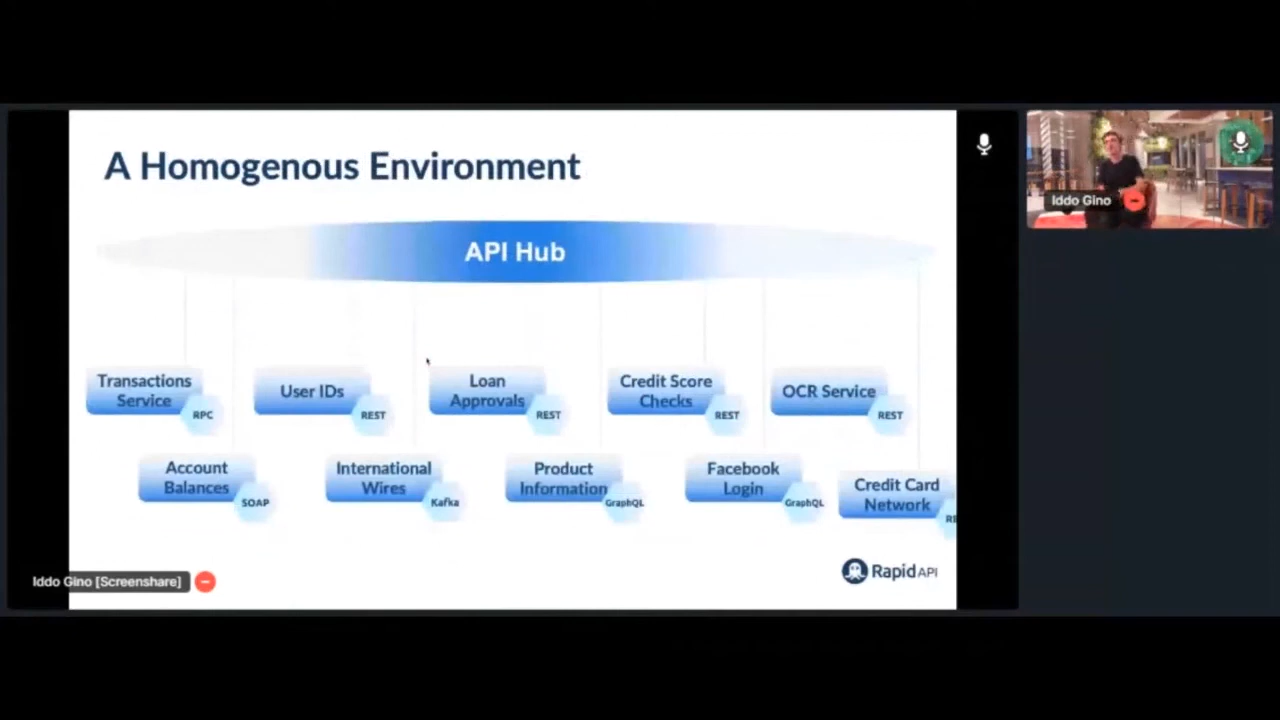 A Homogenous Environment
API Hub
Transactions
Service
RPC
User IDs
REST
Loan
Approvals
REST
Credit Score
Checks
REST
OCR Service
REST
Account
Balances
SOAP
International
Wires
Kafka
Product
Information
GraphQL
Facebook
Login
GraphQL
Credit Card
Network
RE
RapidAPI
Iddo Gino [Screenshare]
Iddo Gino